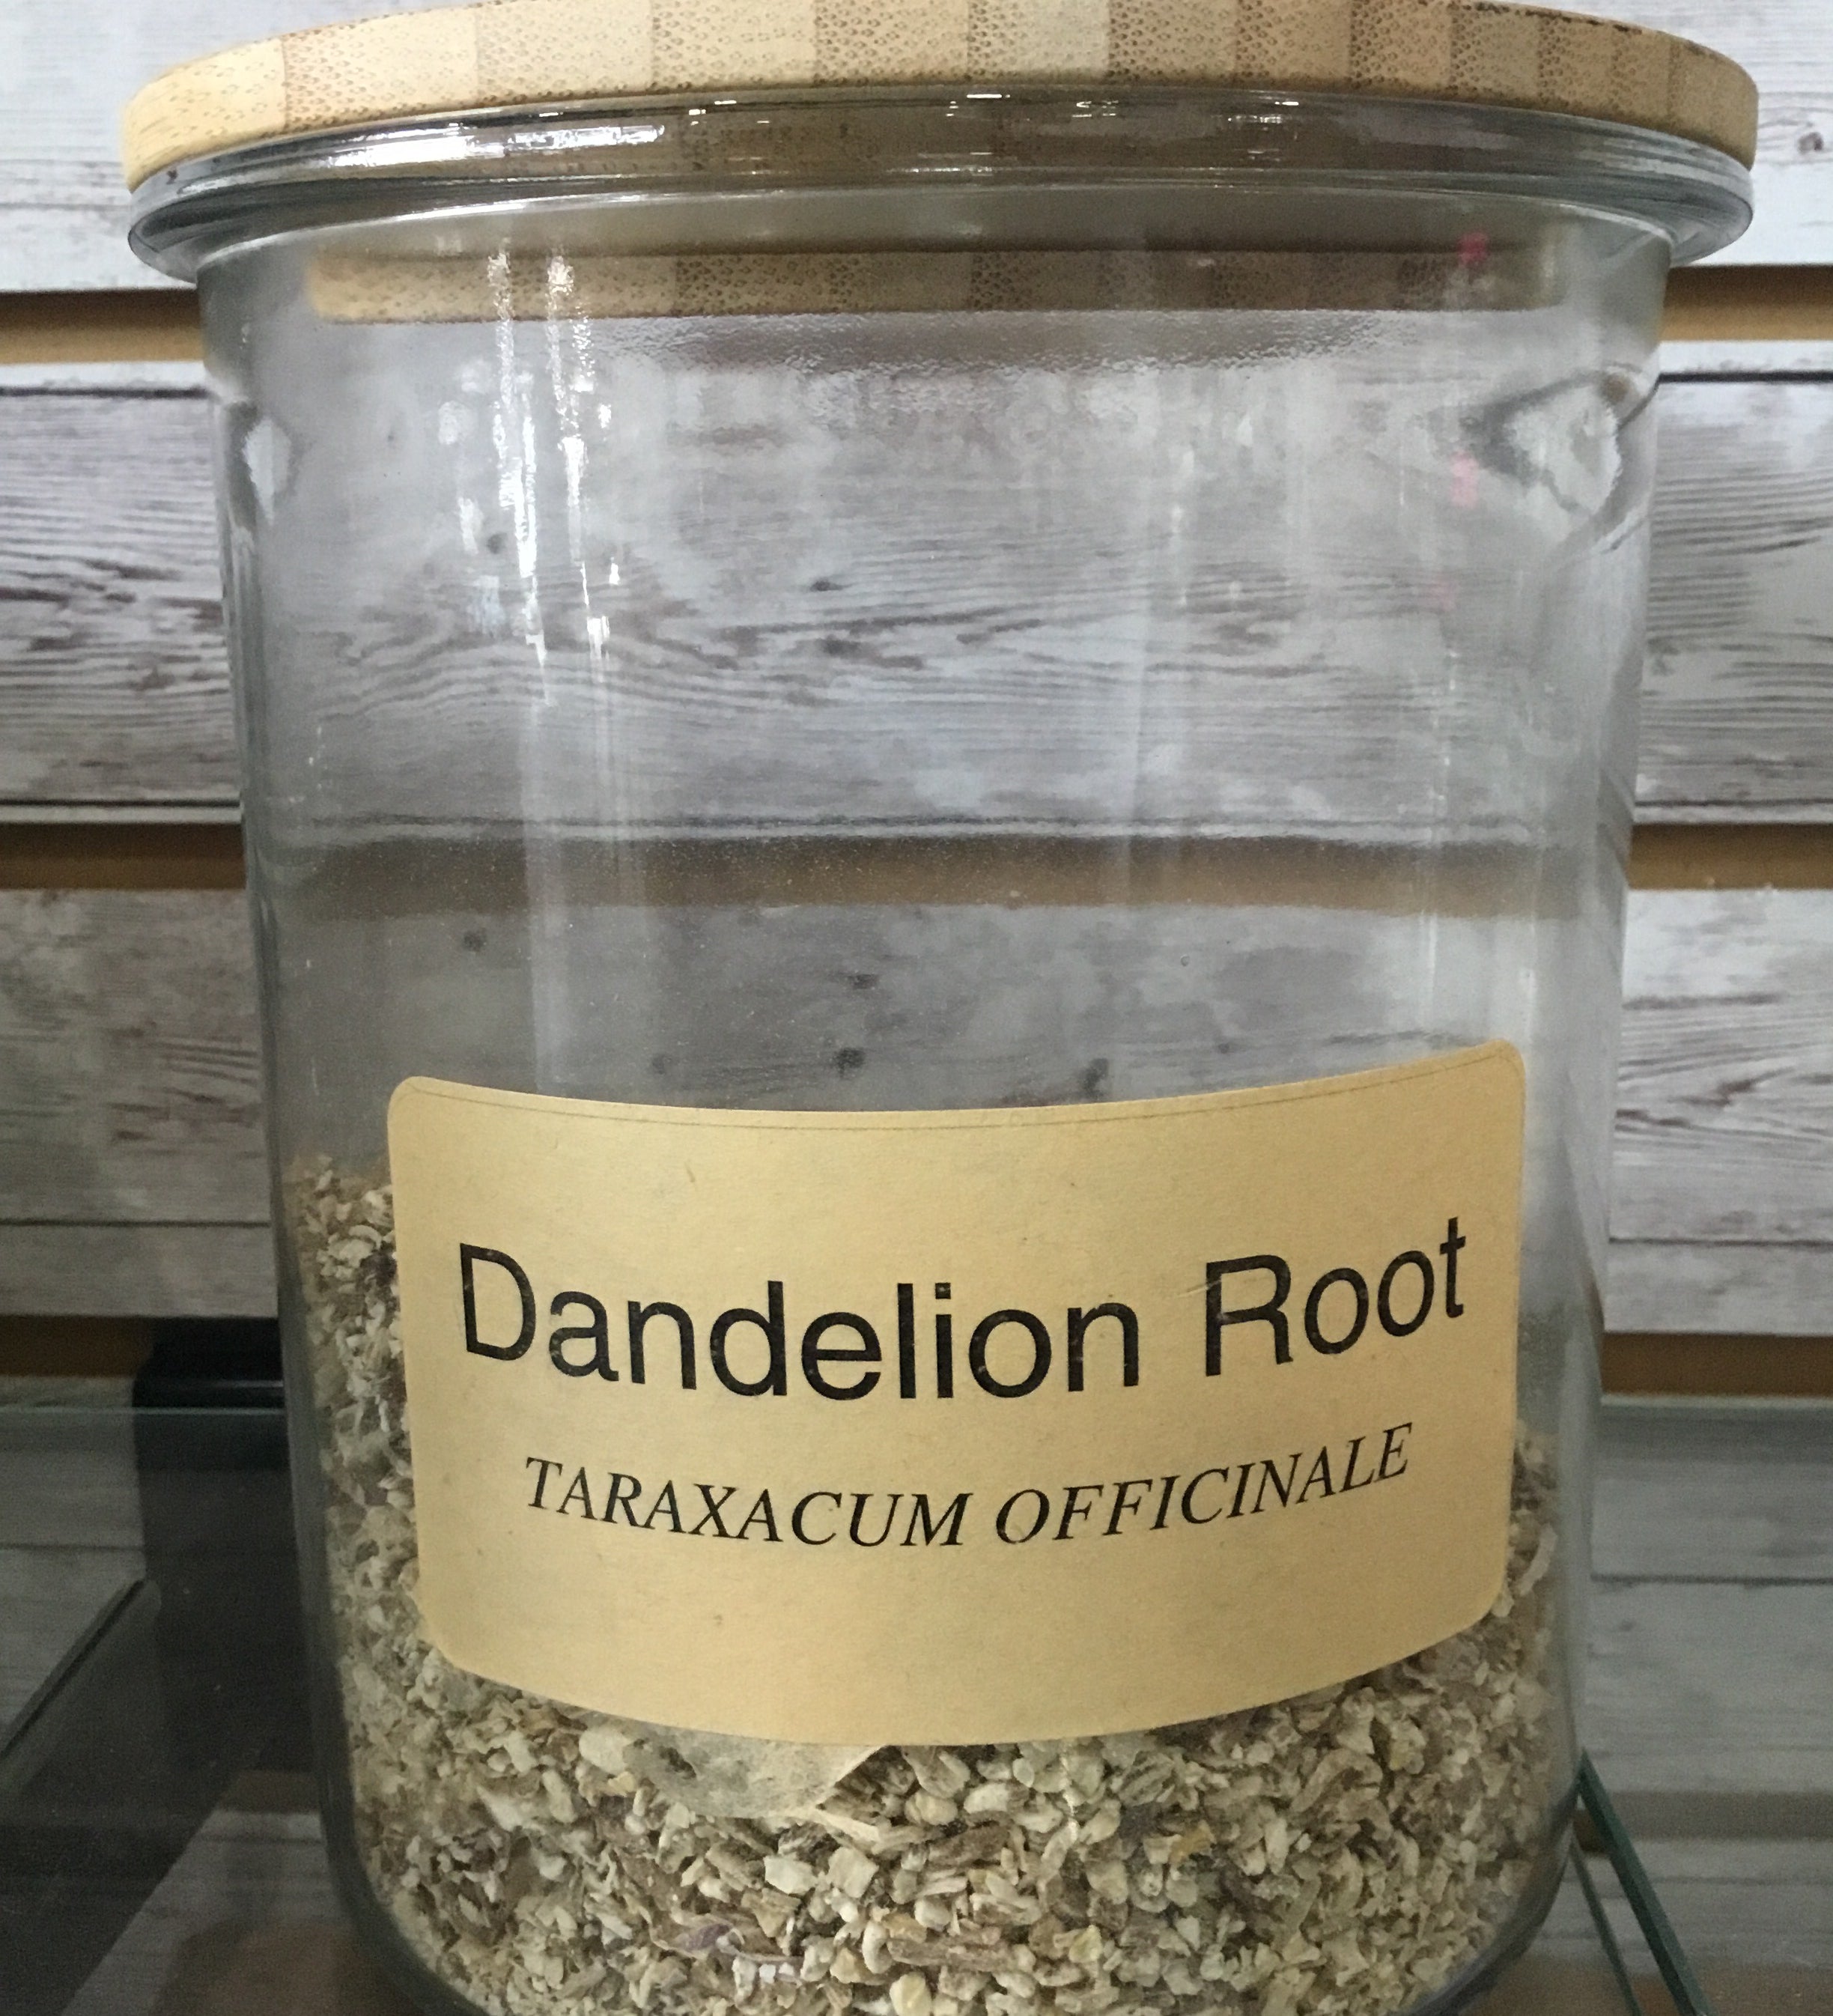 Dandelion Root
TARAXACUM OFFICINALE